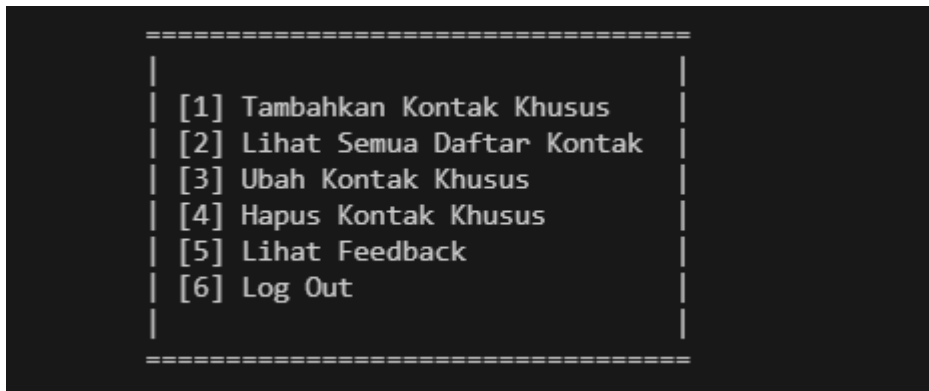 ==================================
|                                |
| [1] Tambahkan Kontak Khusus    |
| [2] Lihat Semua Daftar Kontak  |
| [3] Ubah Kontak Khusus         |
| [4] Hapus Kontak Khusus        |
| [5] Lihat Feedback             |
| [6] Log Out                    |
|                                |
==================================